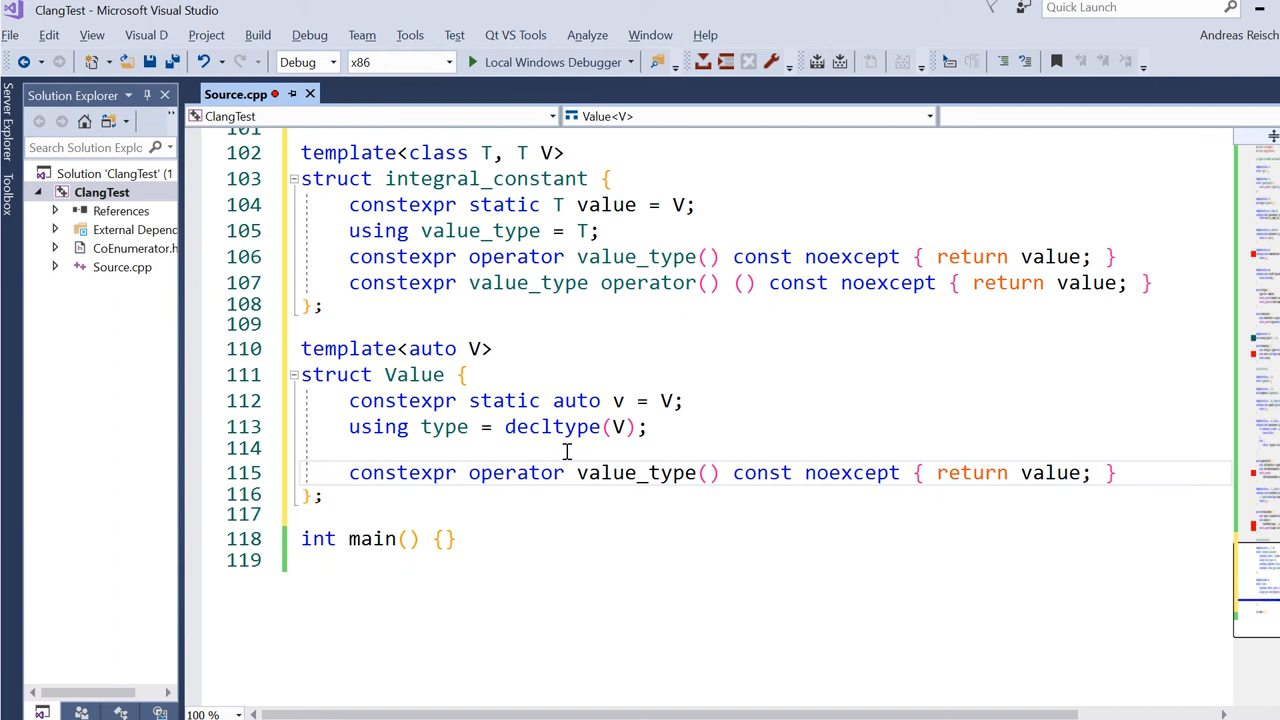 ClangTest - Microsoft Visual Studio
Quick Launch
File Edit View Visual D Project Build Debug Team Tools Test Qt VS Tools Analyze Window Help Andreas Reisch
Debug x86 Local Windows Debugger
Server Explorer
Toolbox
Solution Explorer
Search Solution Explo
Solution 'ClangTest' (1
ClangTest
References
External Depend
CoEnumerator.h
Source.cpp
Source.cpp
ClangTest Value<V>
101
102 template<class T, T V>
103 struct integral_constant {
104 constexpr static T value = V;
105 using value_type = T;
106 constexpr operator value_type() const noexcept { return value; }
107 constexpr value_type operator() () const noexcept { return value; }
108 };
109
110 template<auto V>
111 struct Value {
112 constexpr static auto v = V;
113 using type = decltype(V);
114
115 constexpr operator value_type() const noexcept { return value; }
116 };
117
118 int main() {}
119
100 %